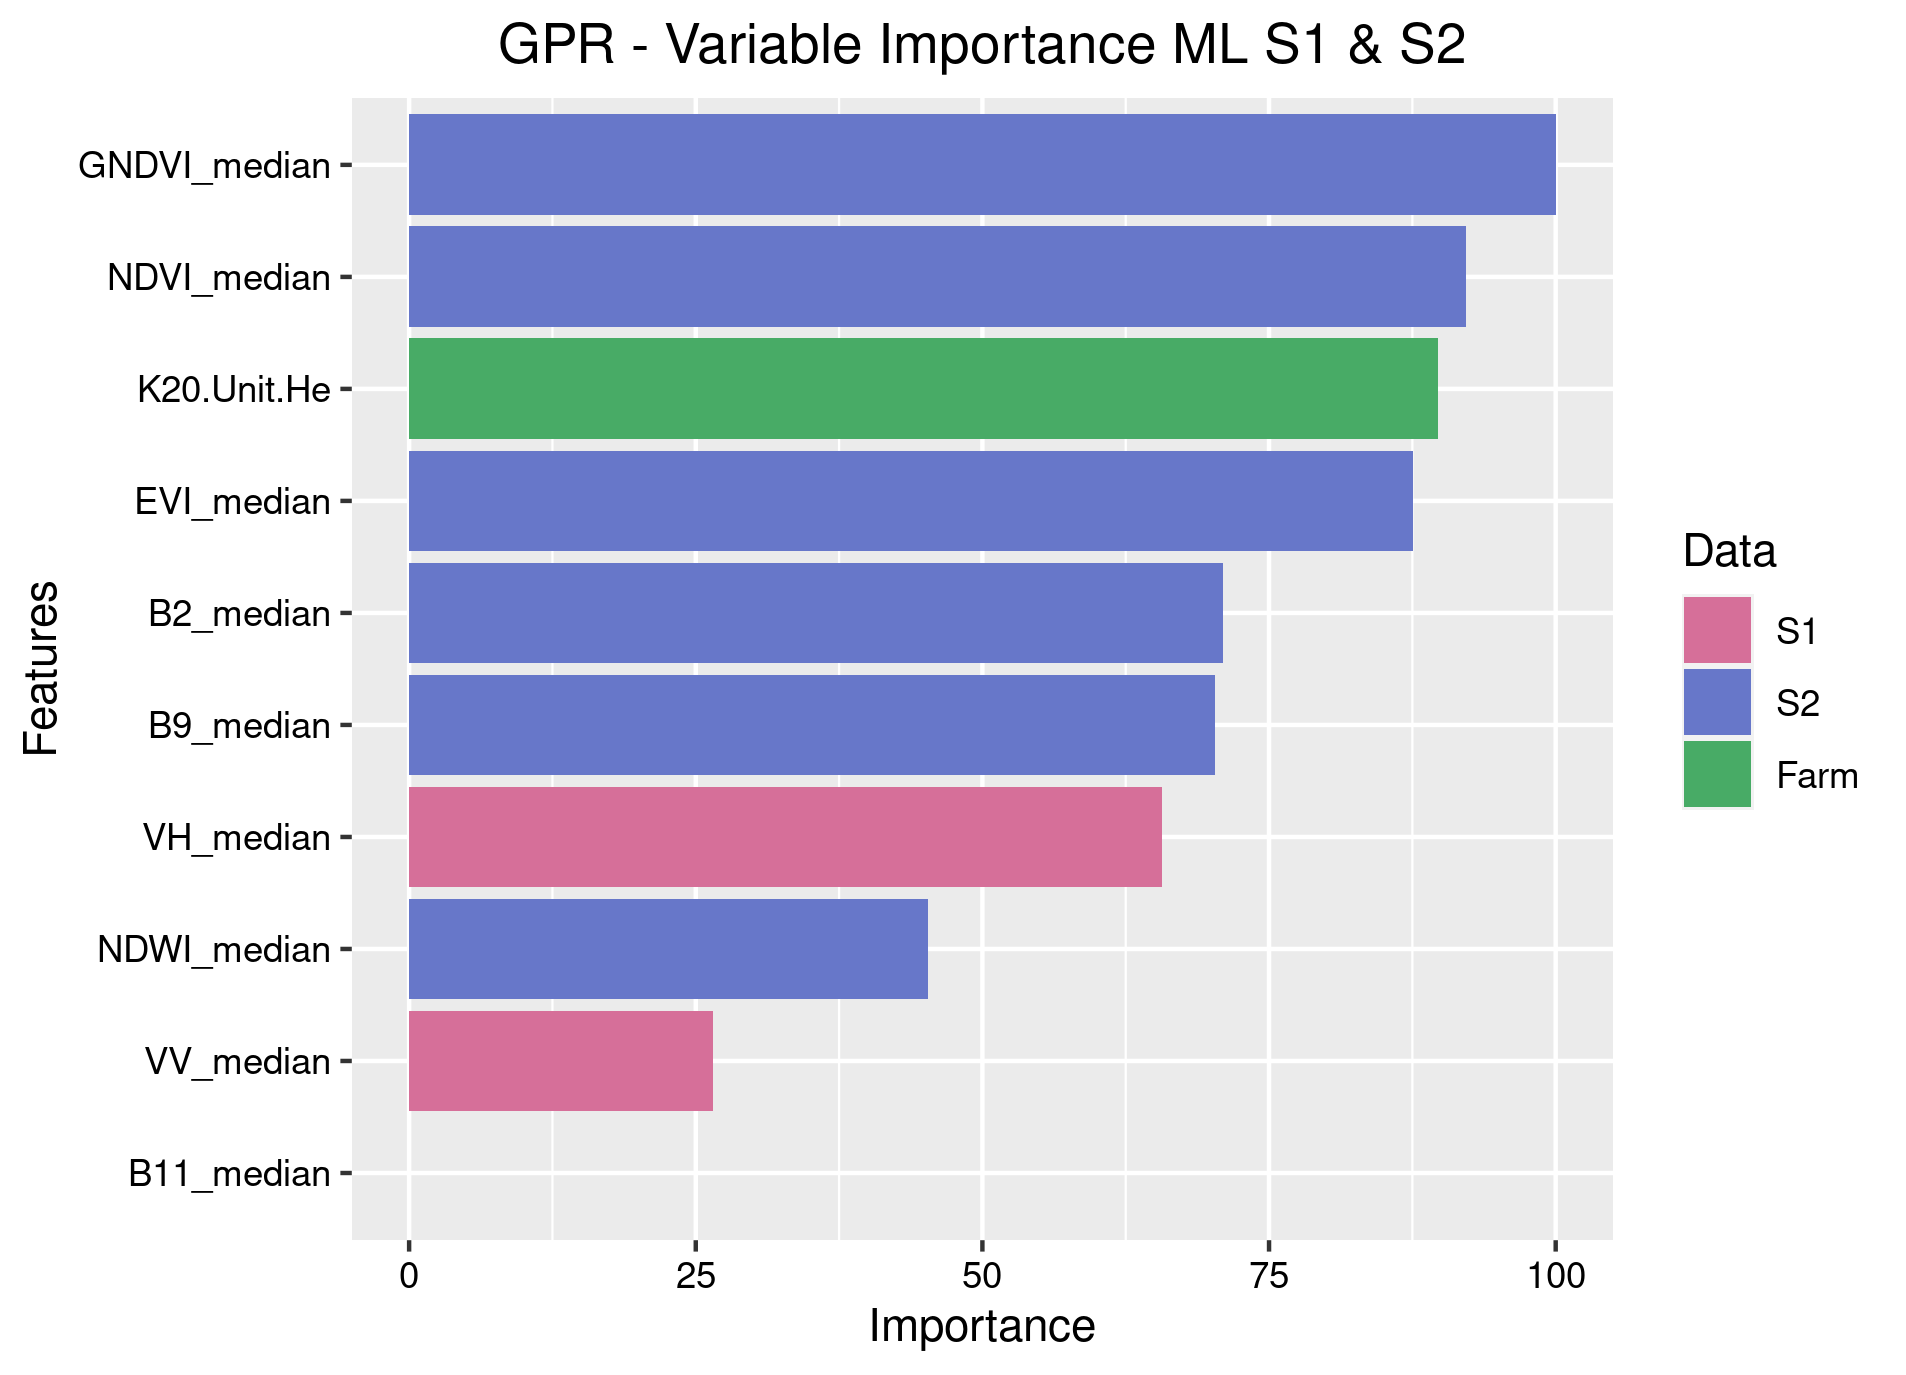 GPR - Variable Importance ML S1 & S2
GNDVI_median
NDVI_median
K20.Unit.He
EVI_median
B2_median
B9_median
VH_median
NDWI_median
VV_median
B11_median
Features
0 25 50 75 100
Importance
Data
S1
S2
Farm